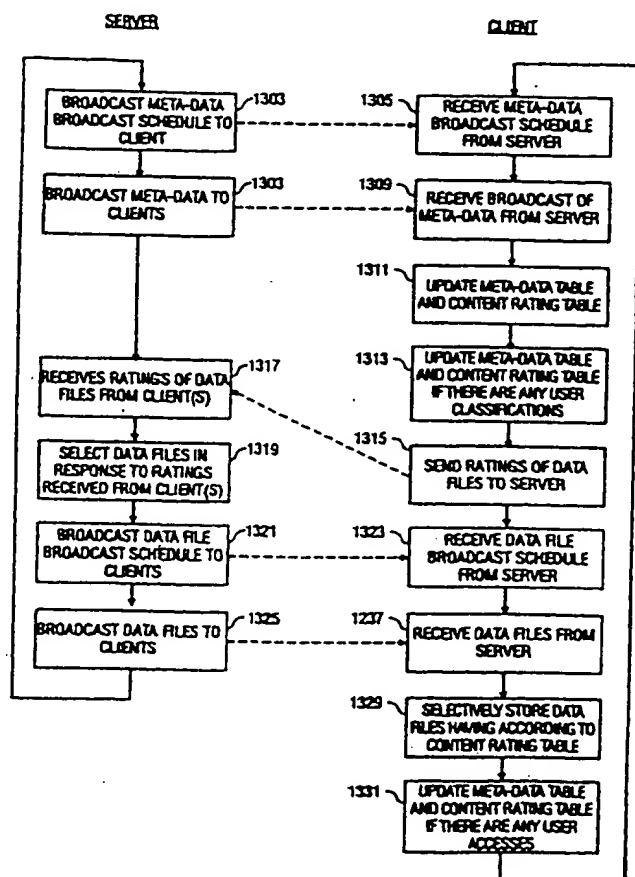 SERVER
BROADCAST META-DATA
BROADCAST SCHEDULE TO
CLIENT
1303
BROADCAST META-DATA TO
CLIENTS
1303
RECEIVES RATINGS OF DATA
FILES FROM CLIENT(S)
1317
SELECT DATA FILES IN
RESPONSE TO RATINGS
RECEIVED FROM CLIENT(S)
1319
BROADCAST DATA FILE
BROADCAST SCHEDULE TO
CLIENTS
1321
BROADCAST DATA FILES TO
CLIENTS
1325
CLIENT
1305
RECEIVE META-DATA
BROADCAST SCHEDULE
FROM SERVER
1309
RECEIVE BROADCAST OF
META-DATA FROM SERVER
1311
UPDATE META-DATA TABLE
AND CONTENT RATING TABLE
1313
UPDATE META-DATA TABLE
AND CONTENT RATING TABLE
IF THERE ARE ANY USER
CLASSIFICATIONS
1315
SEND RATINGS OF DATA
FILES TO SERVER
1323
RECEIVE DATA FILE
BROADCAST SCHEDULE
FROM SERVER
1237
RECEIVE DATA FILES FROM
SERVER
1329
SELECTIVELY STORE DATA
FILES HAVING ACCORDING TO
CONTENT RATING TABLE
1331
UPDATE META-DATA TABLE
AND CONTENT RATING TABLE
IF THERE ARE ANY USER
ACCESSES